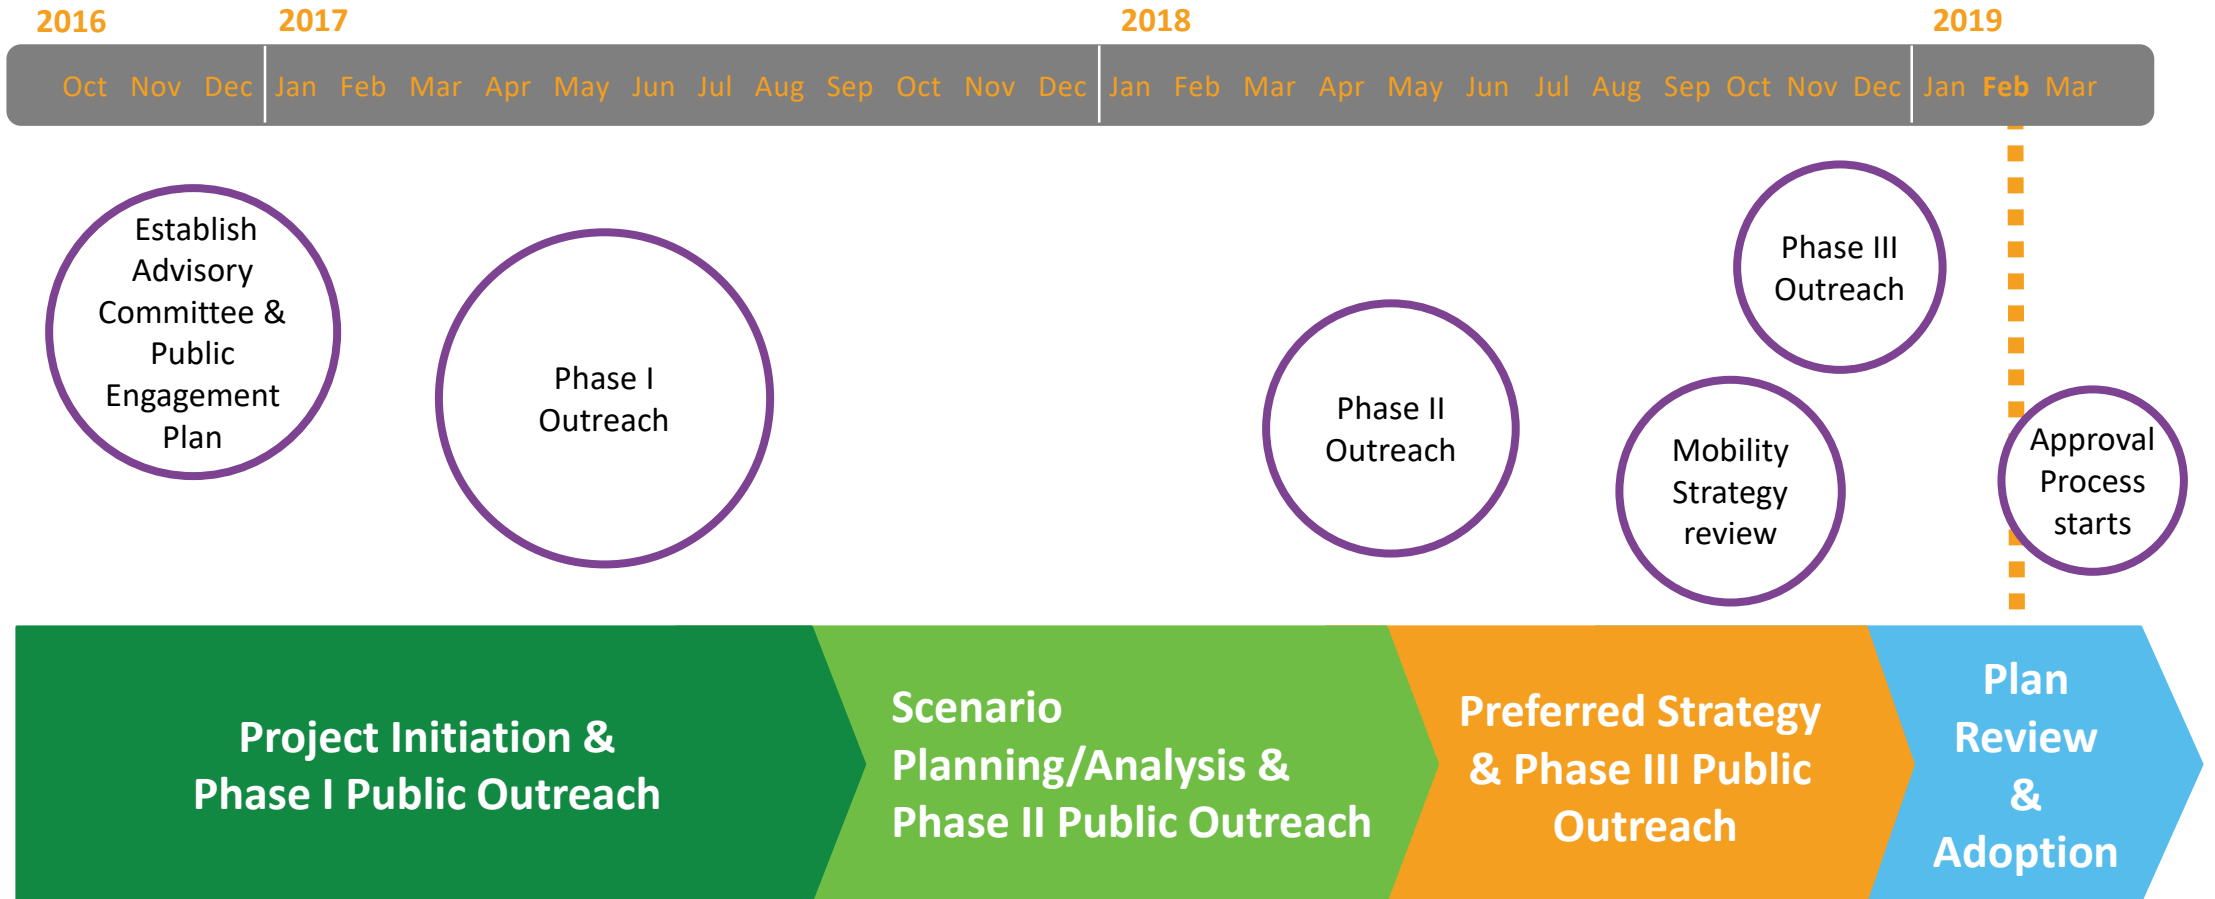 2016 2017 2018 2019
Oct Nov Dec Jan Feb Mar Apr May Jun Jul Aug Sep Oct Nov Dec Jan Feb Mar Apr May Jun Jul Aug Sep Oct Nov Dec Jan Feb Mar
Establish
Advisory
Committee &
Public
Engagement
Plan
Phase I
Outreach
Phase II
Outreach
Mobility
Strategy
review
Phase III
Outreach
Approval
Process
starts
Project Initiation &
Phase I Public Outreach
Scenario
Planning/Analysis &
Phase II Public Outreach
Preferred Strategy
& Phase III Public
Outreach
Plan
Review
&
Adoption